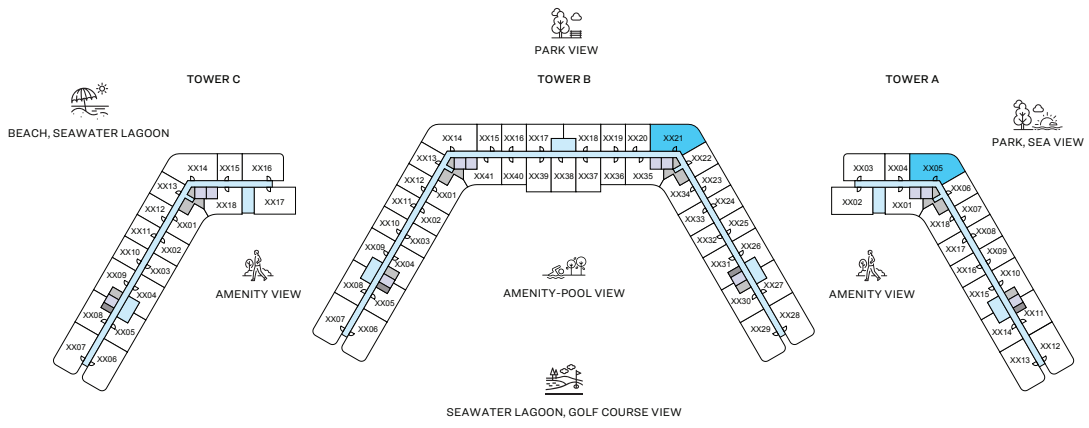 PARK VIEW
TOWER C
TOWER B
TOWER A
BEACH, SEAWATER LAGOON
PARK, SEA VIEW
XX14
XX15
XX16
XX13
XX12
XX11
XX10
XX09
XX08
XX07
XX06
XX05
XX04
XX03
XX02
XX01
XX18
XX17
XX14
XX15
XX16
XX17
XX18
XX19
XX20
XX21
XX13
XX12
XX11
XX10
XX09
XX08
XX07
XX06
XX05
XX04
XX03
XX02
XX01
XX41
XX40
XX39
XX38
XX37
XX36
XX35
XX34
XX33
XX32
XX31
XX30
XX29
XX28
XX27
XX26
XX25
XX24
XX23
XX22
XX03
XX04
XX05
XX02
XX01
XX06
XX07
XX08
XX09
XX10
XX11
XX12
XX13
XX14
XX15
XX16
XX17
XX18
AMENITY VIEW
AMENITY-POOL VIEW
AMENITY VIEW
SEAWATER LAGOON, GOLF COURSE VIEW